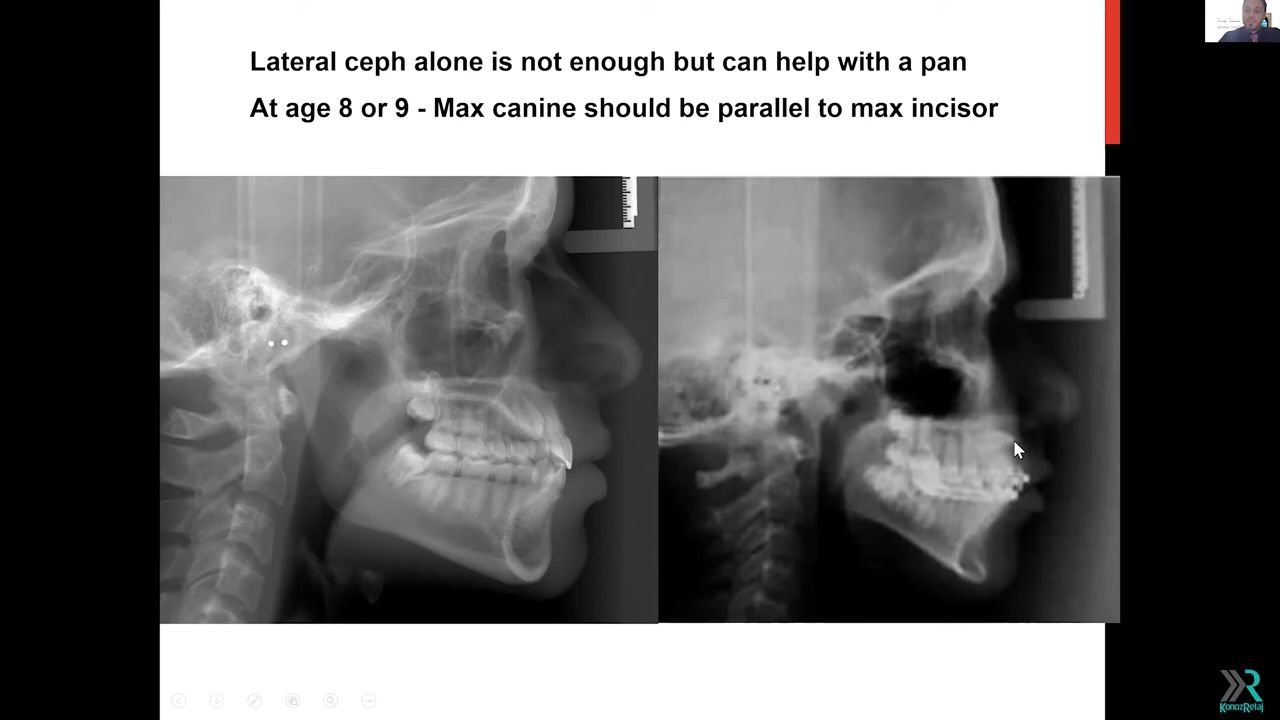 Lateral ceph alone is not enough but can help with a pan
At age 8 or 9 - Max canine should be parallel to max incisor
KonozRetaj